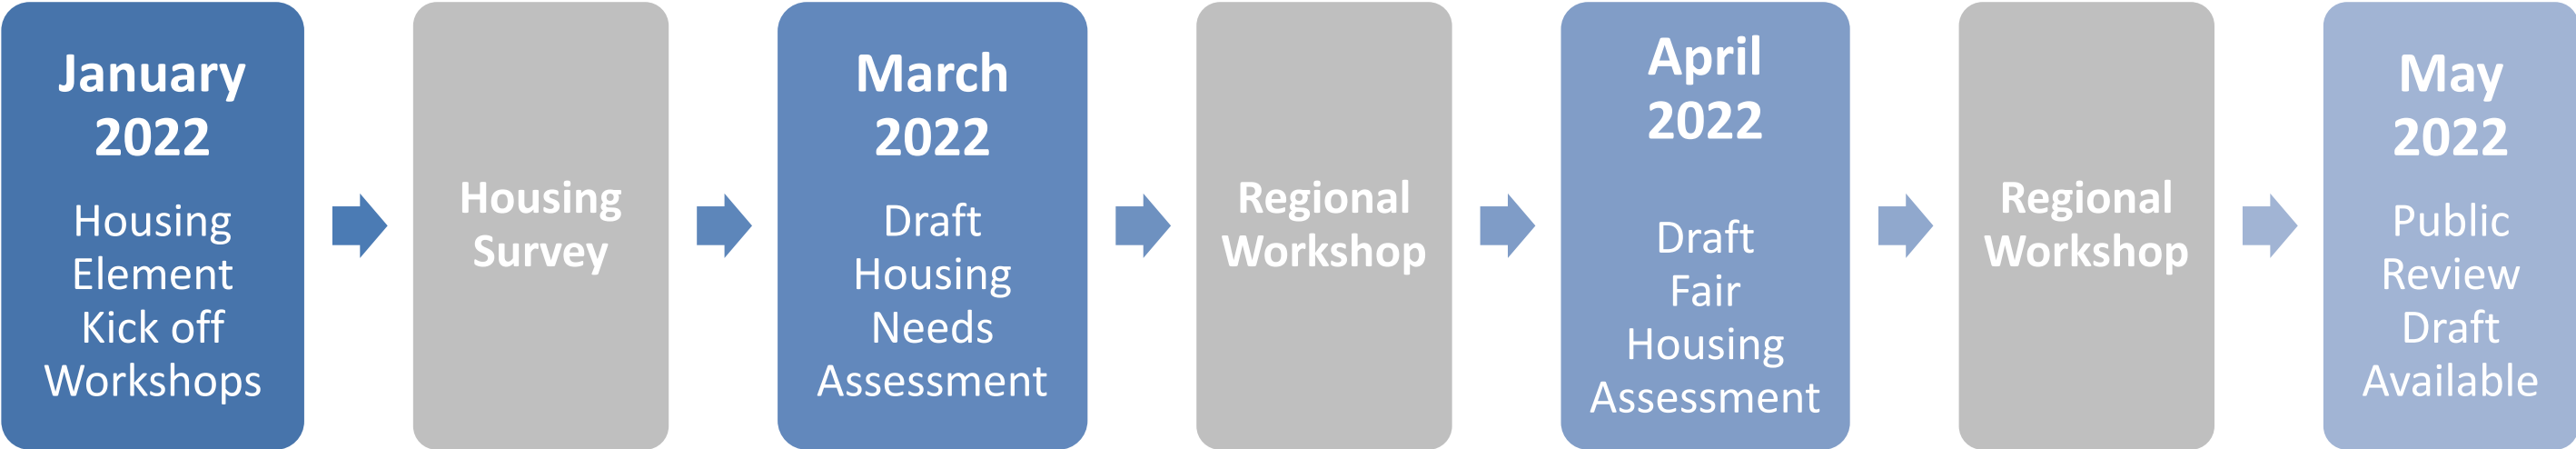 January
2022
Housing
Element
Kick off
Workshops
Housing
Survey
March
2022
Draft
Housing
Needs
Assessment
Regional
Workshop
April
2022
Draft
Fair
Housing
Assessment
Regional
Workshop
May
2022
Public
Review
Draft
Available